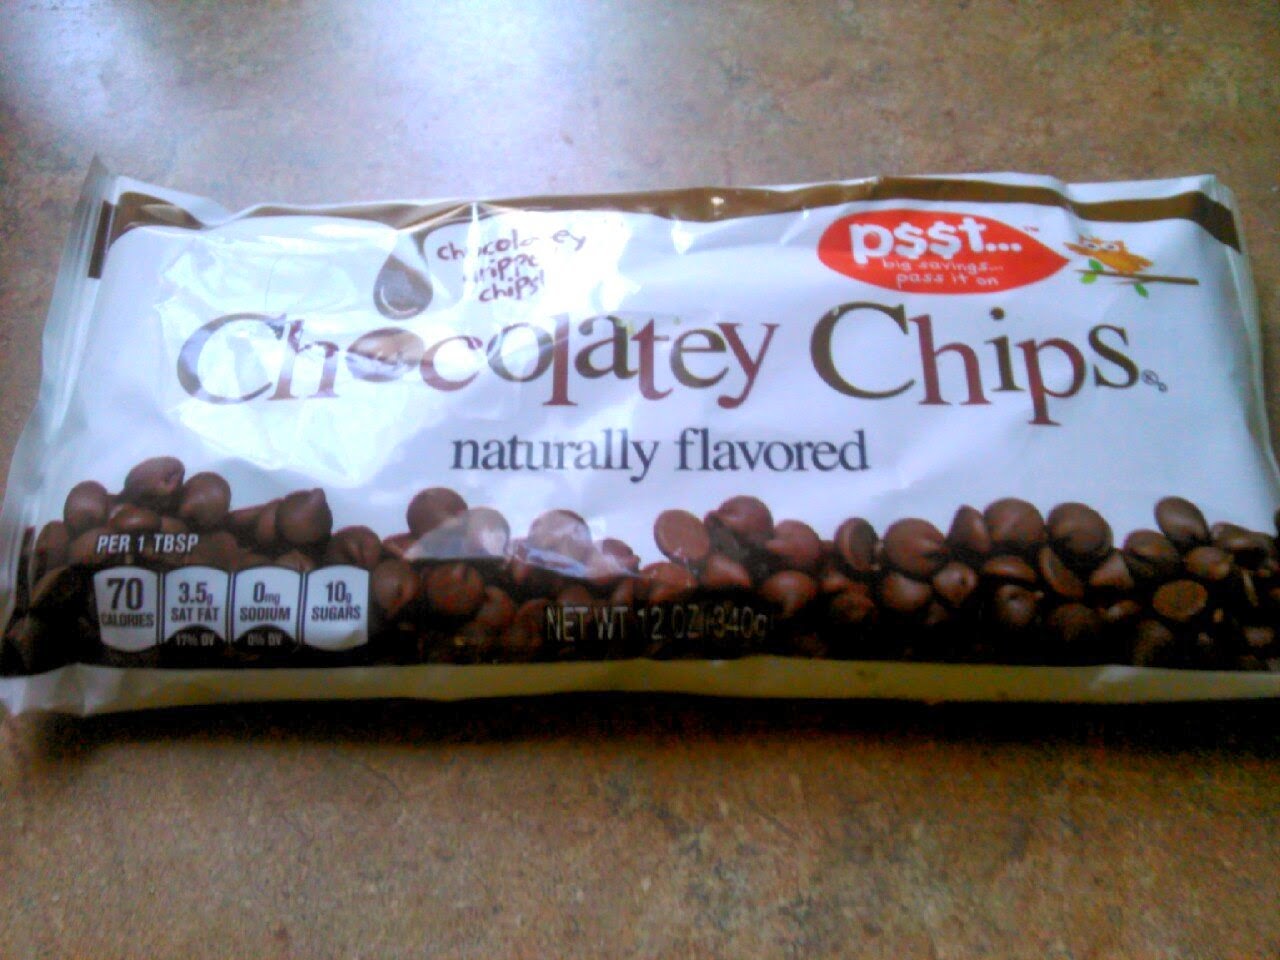 p$$t...™
big savings...
pass it on
chocolatey
chips!
Chocolatey Chips
naturally flavored
PER 1 TBSP
70
CALORIES
3.5g
SAT FAT
17% DV
0mg
SODIUM
0% DV
10g
SUGARS
NET WT 12 OZ (340g)